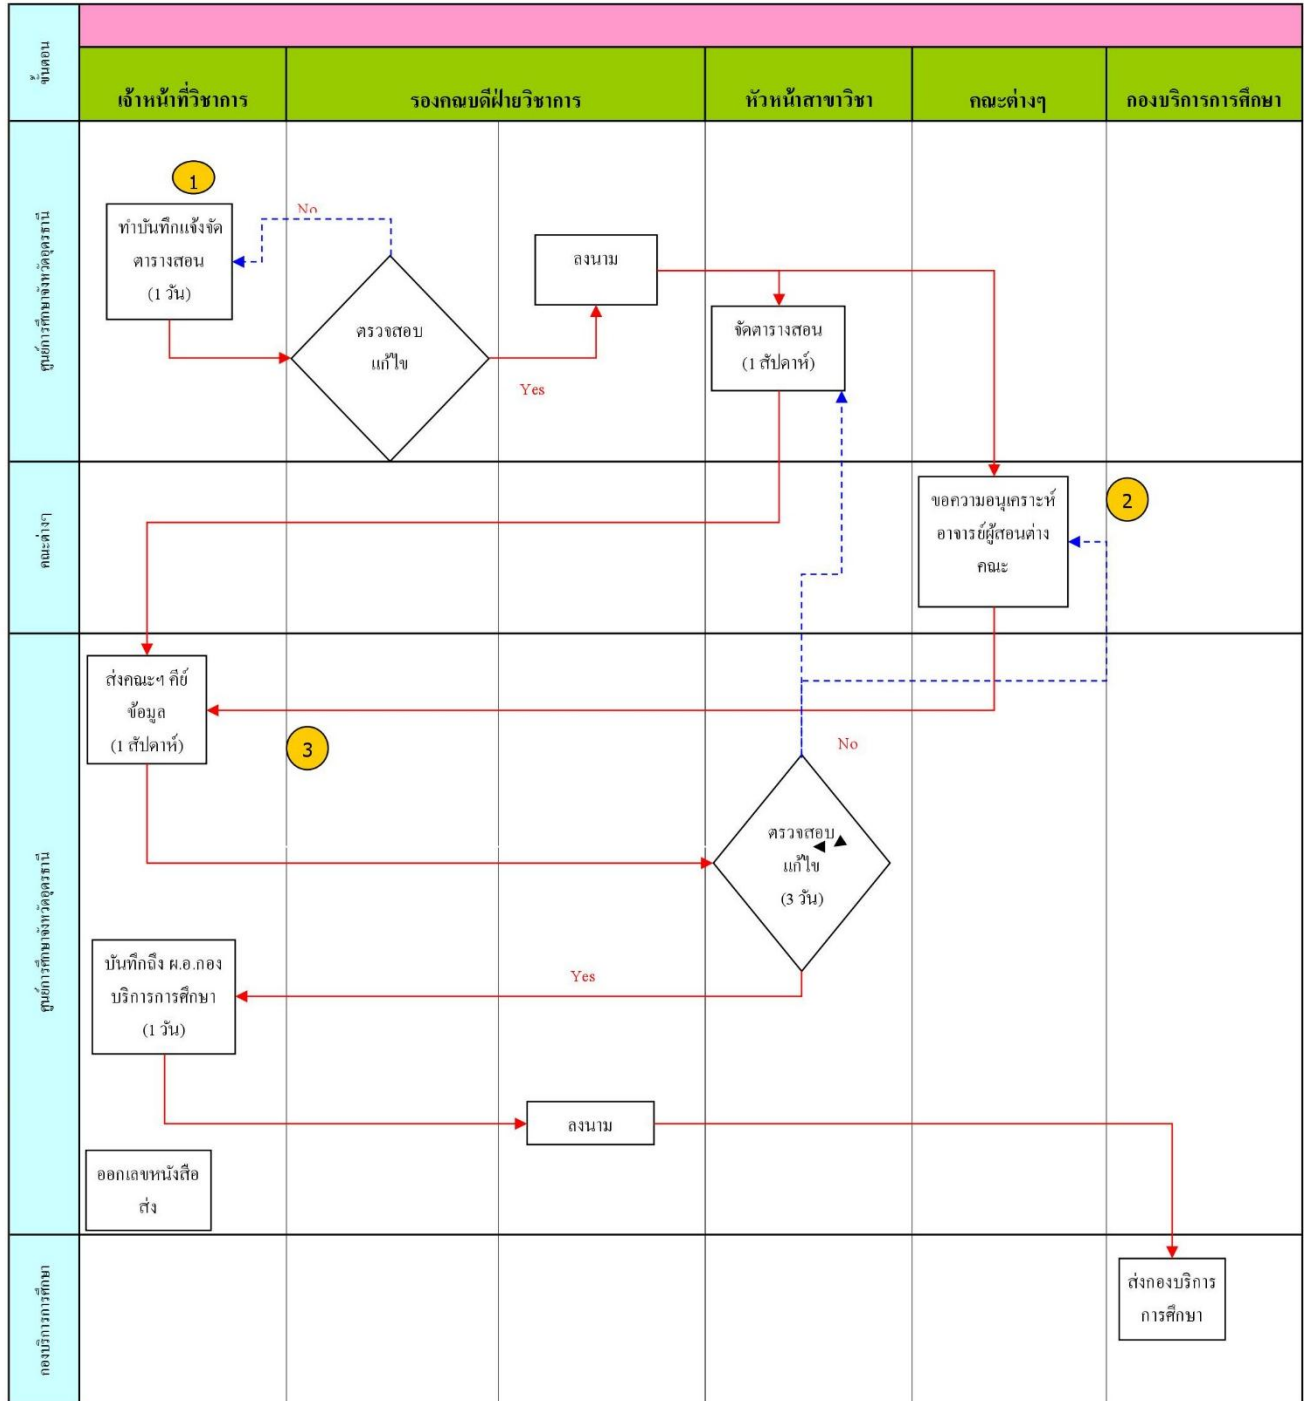 ขั้นตอน
เจ้าหน้าที่วิชาการ
รองคณบดีฝ่ายวิชาการ
หัวหน้าสาขาวิชา
คณะต่างๆ
กองบริการการศึกษา
ศูนย์การศึกษาจังหวัดอุดรธานี
1
ทำบันทึกแจ้งจัด
ตารางสอน
(1 วัน)
No
ตรวจสอบ
แก้ไข
Yes
ลงนาม
จัดตารางสอน
(1 สัปดาห์)
คณะต่างๆ
ขอความอนุเคราะห์
อาจารย์ผู้สอนต่าง
คณะ
2
ศูนย์การศึกษาจังหวัดอุดรธานี
ส่งคณะฯ คีย์
ข้อมูล
(1 สัปดาห์)
3
No
ตรวจสอบ
แก้ไข
(3 วัน)
Yes
บันทึกถึง ผ.อ.กอง
บริการการศึกษา
(1 วัน)
ลงนาม
ออกเลขหนังสือ
ส่ง
กองบริการการศึกษา
ส่งกองบริการ
การศึกษา